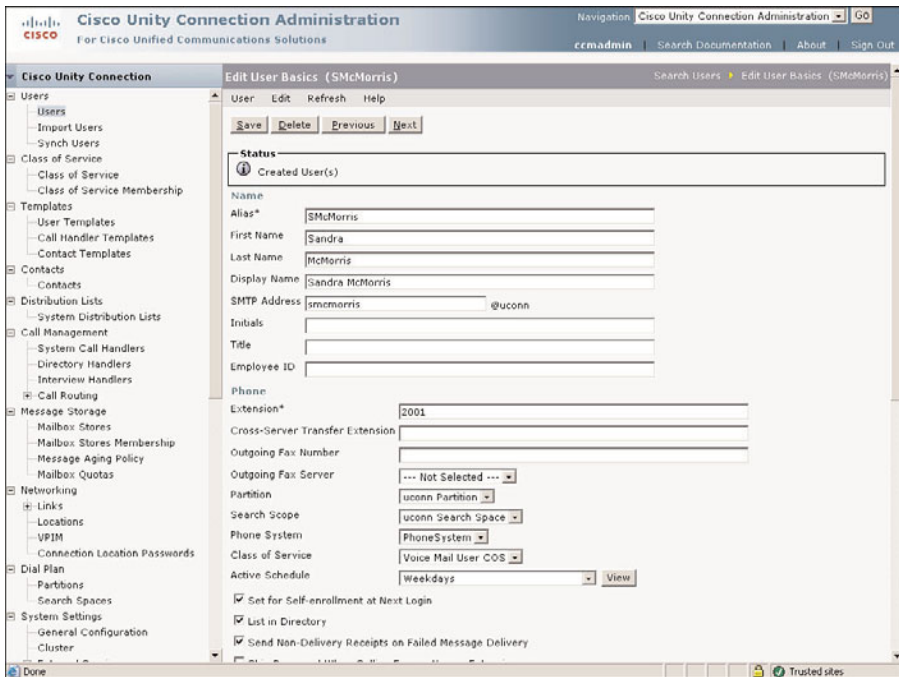 Cisco Unity Connection Administration
Navigation Cisco Unity Connection Administration GO
cisco
For Cisco Unified Communications Solutions
ccmadmin | Search Documentation | About | Sign Out
Cisco Unity Connection
Users
Users
Import Users
Synch Users
Class of Service
Class of Service
Class of Service Membership
Templates
User Templates
Call Handler Templates
Contact Templates
Contacts
Contacts
Distribution Lists
System Distribution Lists
Call Management
System Call Handlers
Directory Handlers
Interview Handlers
Call Routing
Message Storage
Mailbox Stores
Mailbox Stores Membership
Message Aging Policy
Mailbox Quotas
Networking
Links
Locations
VPIM
Connection Location Passwords
Dial Plan
Partitions
Search Spaces
System Settings
General Configuration
Cluster
Edit User Basics (SMcMorris)
Search Users Edit User Basics (SMcMorris)
User Edit Refresh Help
Save Delete Previous Next
Status
Created User(s)
Name
Alias* SMcMorris
First Name Sandra
Last Name McMorris
Display Name Sandra McMorris
SMTP Address smcmorris @uconn
Initials
Title
Employee ID
Phone
Extension* 2001
Cross-Server Transfer Extension
Outgoing Fax Number
Outgoing Fax Server --- Not Selected ---
Partition uconn Partition
Search Scope uconn Search Space
Phone System PhoneSystem
Class of Service Voice Mail User COS
Active Schedule Weekdays View
Set for Self-enrollment at Next Login
List in Directory
Send Non-Delivery Receipts on Failed Message Delivery
Done
Trusted sites